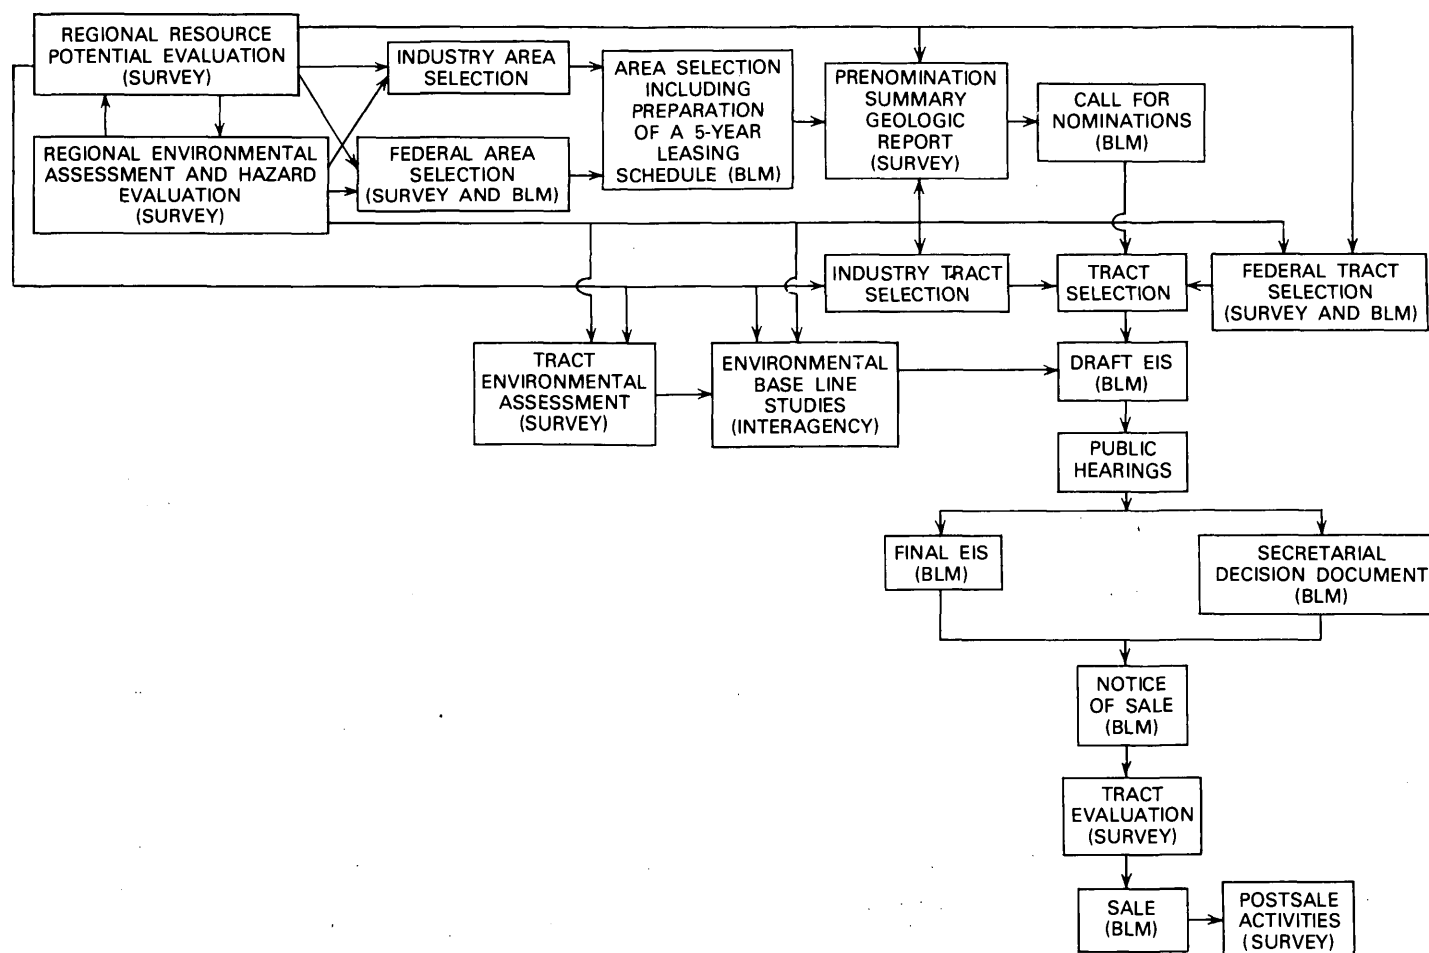 REGIONAL RESOURCE
POTENTIAL EVALUATION
(SURVEY)
INDUSTRY AREA
SELECTION
AREA SELECTION
INCLUDING
PREPARATION
OF A 5-YEAR
LEASING
SCHEDULE (BLM)
PRENOMINATION
SUMMARY
GEOLOGIC
REPORT
(SURVEY)
CALL FOR
NOMINATIONS
(BLM)
REGIONAL ENVIRONMENTAL
ASSESSMENT AND HAZARD
EVALUATION
(SURVEY)
FEDERAL AREA
SELECTION
(SURVEY AND BLM)
INDUSTRY TRACT
SELECTION
TRACT
SELECTION
FEDERAL TRACT
SELECTION
(SURVEY AND BLM)
TRACT
ENVIRONMENTAL
ASSESSMENT
(SURVEY)
ENVIRONMENTAL
BASE LINE
STUDIES
(INTERAGENCY)
DRAFT EIS
(BLM)
PUBLIC
HEARINGS
FINAL EIS
(BLM)
SECRETARIAL
DECISION DOCUMENT
(BLM)
NOTICE
OF SALE
(BLM)
TRACT
EVALUATION
(SURVEY)
SALE
(BLM)
POSTSALE
ACTIVITIES
(SURVEY)